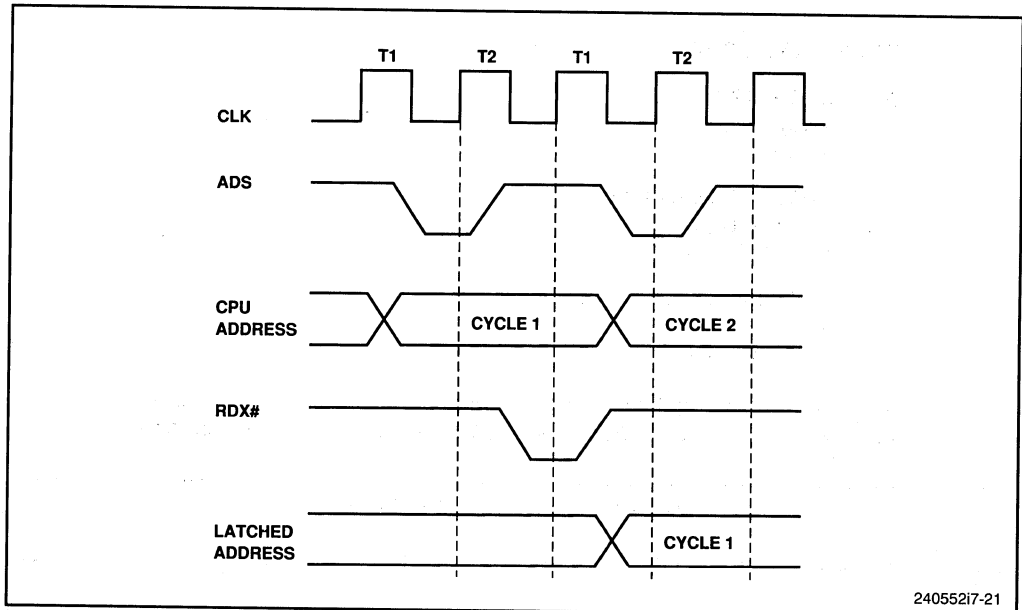 T1 T2 T1 T2
CLK
ADS
CPU
ADDRESS
CYCLE 1 CYCLE 2
RDX#
LATCHED
ADDRESS
CYCLE 1
240552i7-21